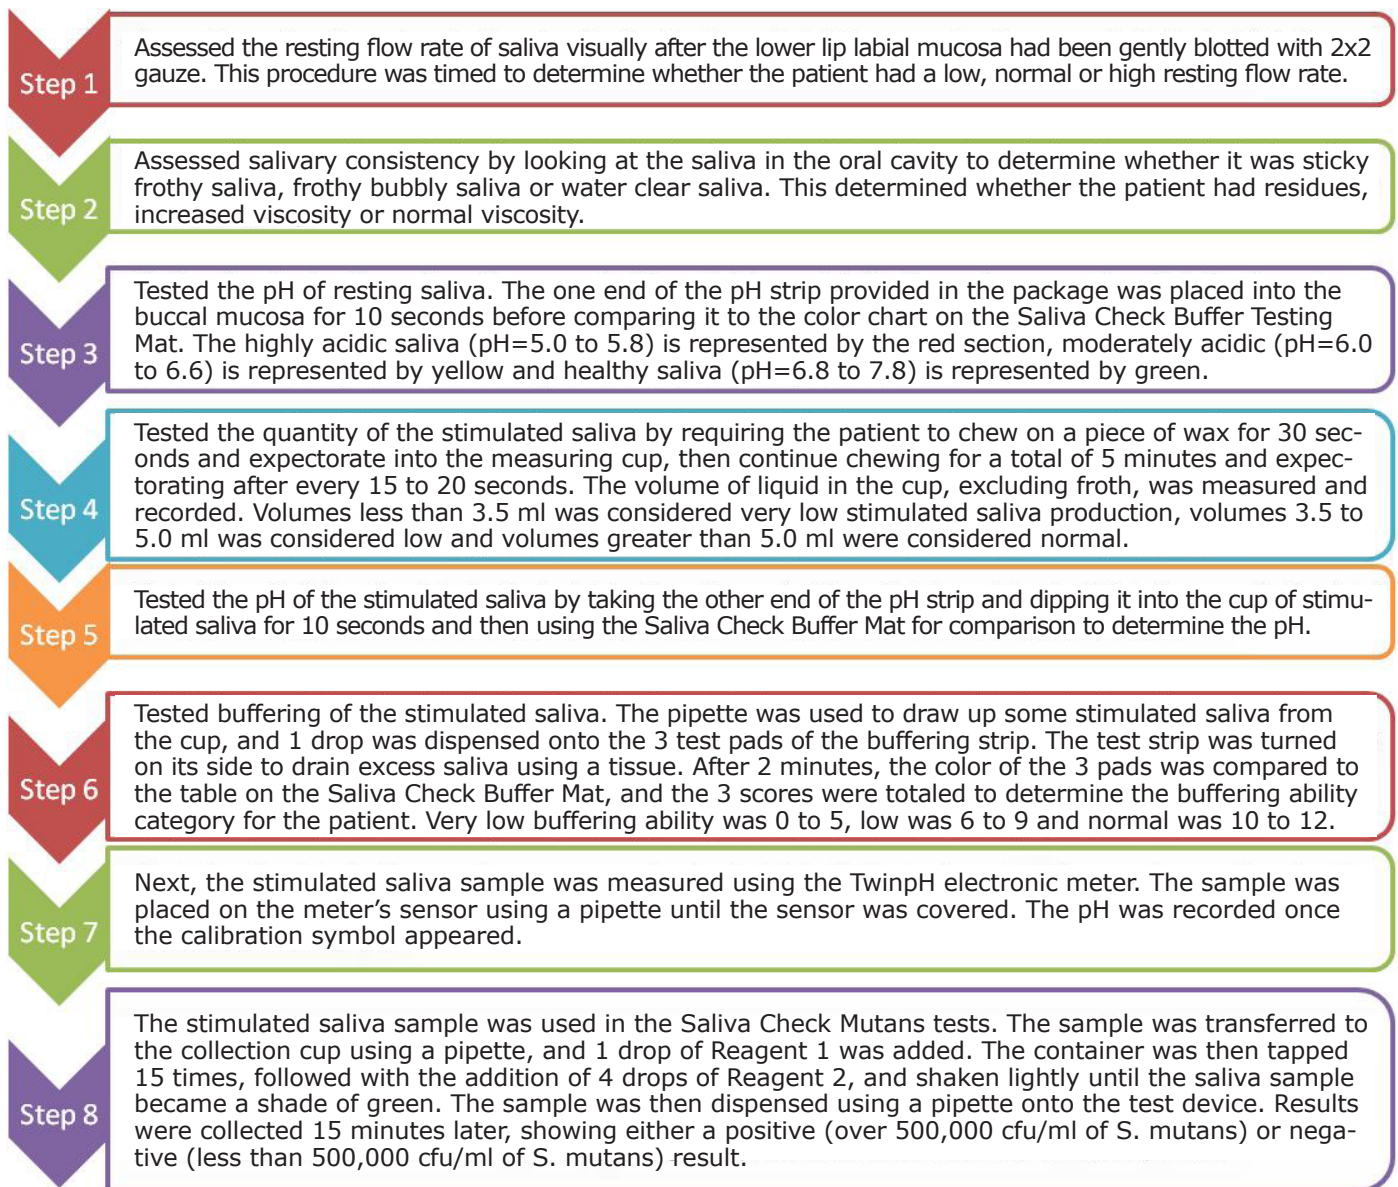 Step 1
Assessed the resting flow rate of saliva visually after the lower lip labial mucosa had been gently blotted with 2x2
gauze. This procedure was timed to determine whether the patient had a low, normal or high resting flow rate.
Step 2
Assessed salivary consistency by looking at the saliva in the oral cavity to determine whether it was sticky
frothy saliva, frothy bubbly saliva or water clear saliva. This determined whether the patient had residues,
increased viscosity or normal viscosity.
Step 3
Tested the pH of resting saliva. The one end of the pH strip provided in the package was placed into the
buccal mucosa for 10 seconds before comparing it to the color chart on the Saliva Check Buffer Testing
Mat. The highly acidic saliva (pH=5.0 to 5.8) is represented by the red section, moderately acidic (pH=6.0
to 6.6) is represented by yellow and healthy saliva (pH=6.8 to 7.8) is represented by green.
Step 4
Tested the quantity of the stimulated saliva by requiring the patient to chew on a piece of wax for 30 sec-
onds and expectorate into the measuring cup, then continue chewing for a total of 5 minutes and expec-
torating after every 15 to 20 seconds. The volume of liquid in the cup, excluding froth, was measured and
recorded. Volumes less than 3.5 ml was considered very low stimulated saliva production, volumes 3.5 to
5.0 ml was considered low and volumes greater than 5.0 ml were considered normal.
Step 5
Tested the pH of the stimulated saliva by taking the other end of the pH strip and dipping it into the cup of stimu-
lated saliva for 10 seconds and then using the Saliva Check Buffer Mat for comparison to determine the pH.
Step 6
Tested buffering of the stimulated saliva. The pipette was used to draw up some stimulated saliva from
the cup, and 1 drop was dispensed onto the 3 test pads of the buffering strip. The test strip was turned
on its side to drain excess saliva using a tissue. After 2 minutes, the color of the 3 pads was compared to
the table on the Saliva Check Buffer Mat, and the 3 scores were totaled to determine the buffering ability
category for the patient. Very low buffering ability was 0 to 5, low was 6 to 9 and normal was 10 to 12.
Step 7
Next, the stimulated saliva sample was measured using the TwinpH electronic meter. The sample was
placed on the meter's sensor using a pipette until the sensor was covered. The pH was recorded once
the calibration symbol appeared.
Step 8
The stimulated saliva sample was used in the Saliva Check Mutans tests. The sample was transferred to
the collection cup using a pipette, and 1 drop of Reagent 1 was added. The container was then tapped
15 times, followed with the addition of 4 drops of Reagent 2, and shaken lightly until the saliva sample
became a shade of green. The sample was then dispensed using a pipette onto the test device. Results
were collected 15 minutes later, showing either a positive (over 500,000 cfu/ml of S. mutans) or nega-
tive (less than 500,000 cfu/ml of S. mutans) result.